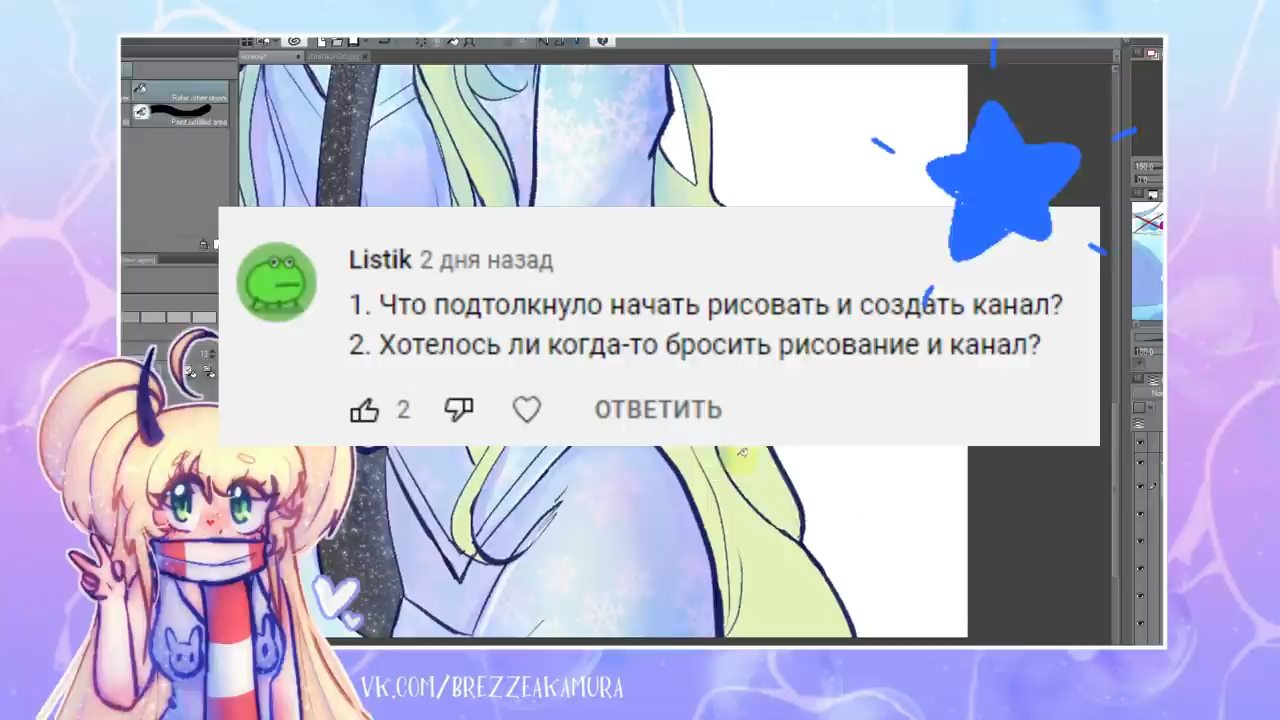 Listik 2 дня назад
1. Что подтолкнуло начать рисовать и создать канал?
2. Хотелось ли когда-то бросить рисование и канал?
2 ОТВЕТИТЬ
VK.COM/BREZZEAKAMURA